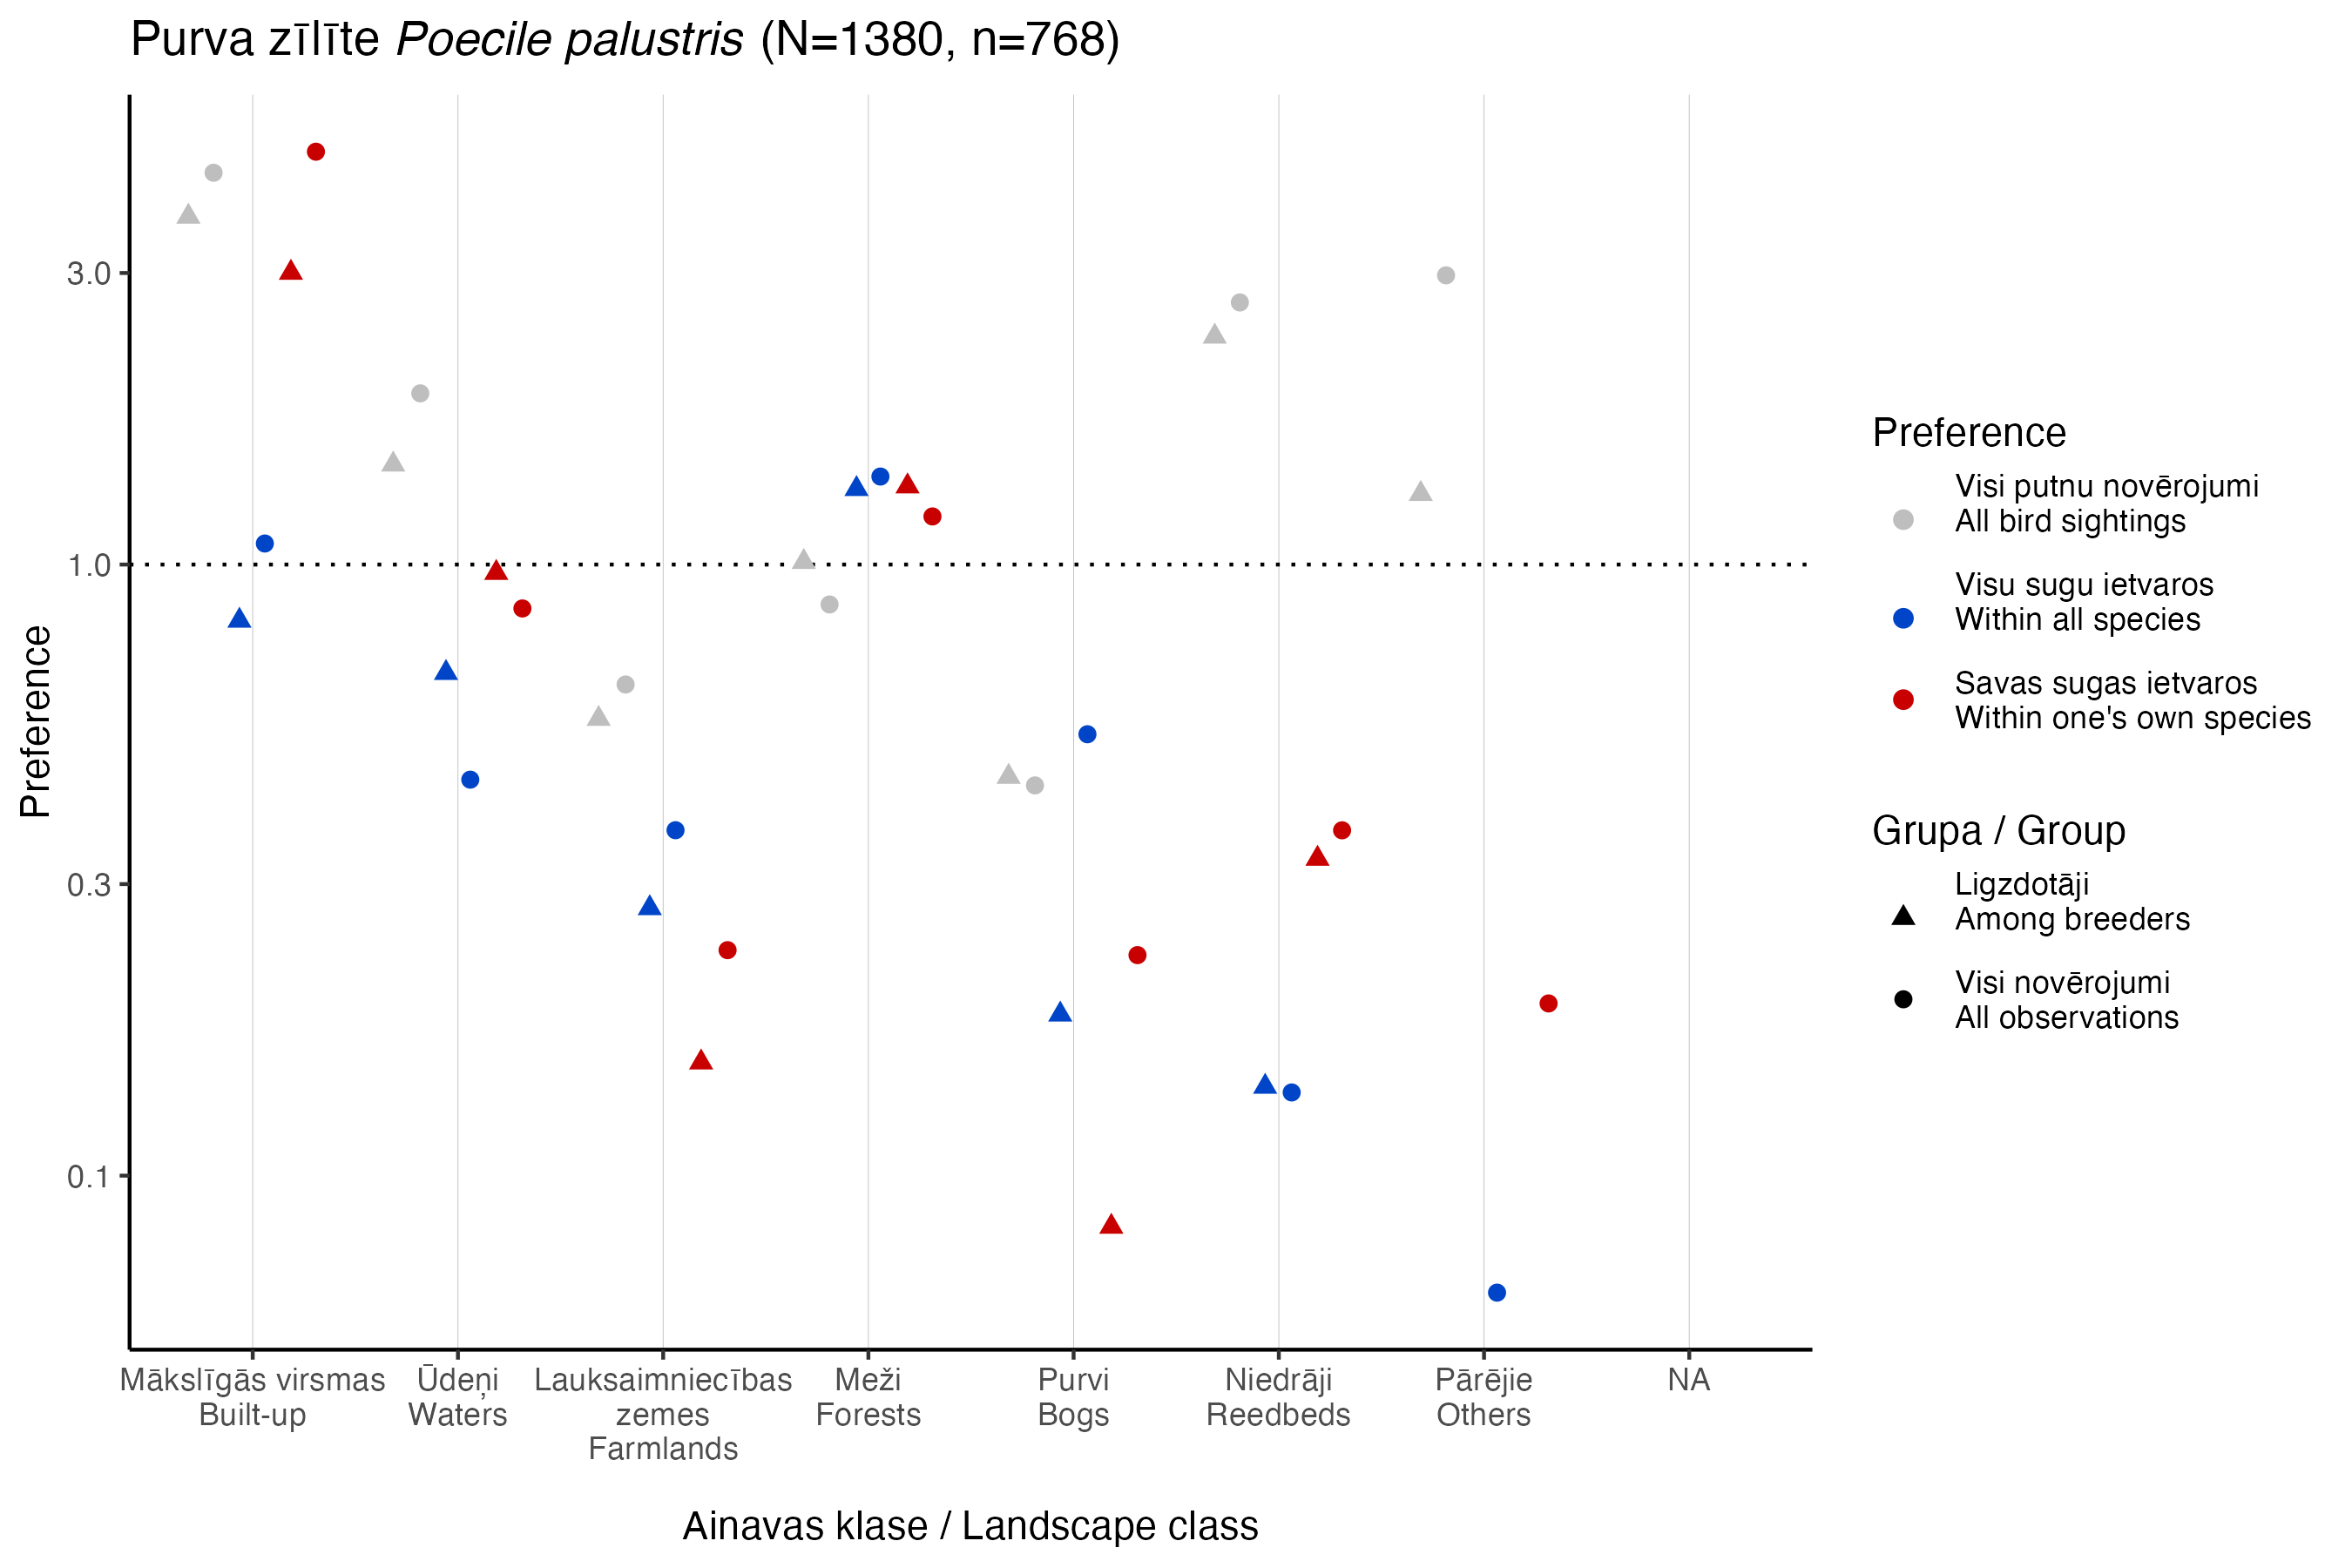 Purva zīlīte Poecile palustris (N=1380, n=768)
Preference
3.0
1.0
0.3
0.1
Mākslīgās virsmas
Built-up
Ūdeņi
Waters
Lauksaimniecības
zemes
Farmlands
Meži
Forests
Purvi
Bogs
Niedrāji
Reedbeds
Pārējie
Others
NA
Ainavas klase / Landscape class
Preference
Visi putnu novērojumi
All bird sightings
Visu sugu ietvaros
Within all species
Savas sugas ietvaros
Within one's own species
Grupa / Group
Ligzdotāji
Among breeders
Visi novērojumi
All observations